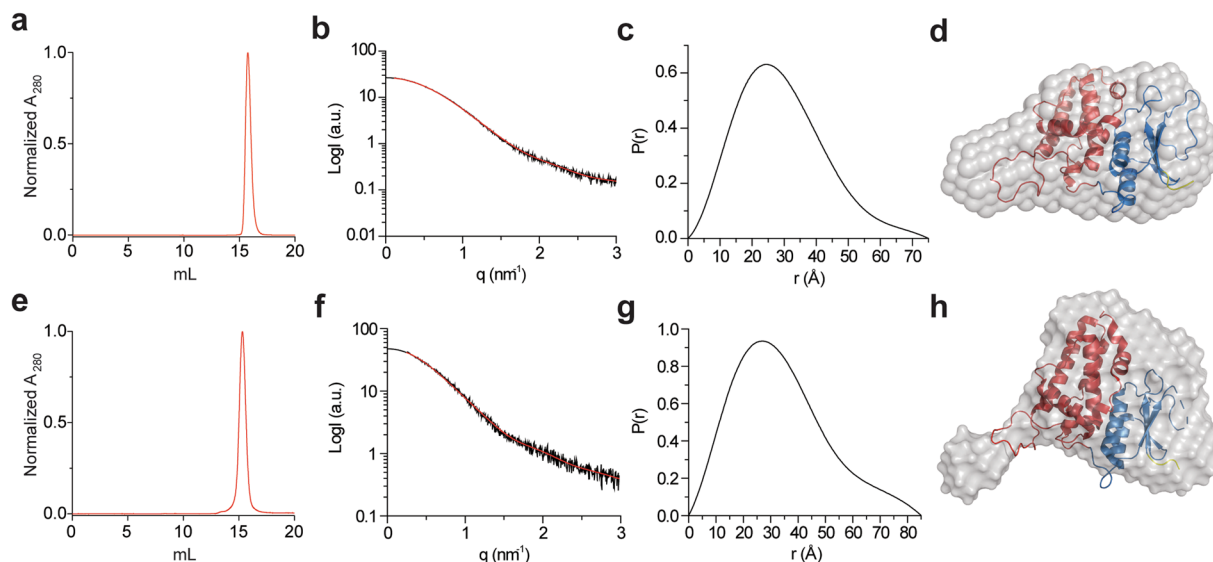 a
1.0
0.5
0.0
Normalized A280
0 5 10 15 20
mL
b
100
10
1
0.1
0.01
LogI (a.u.)
0 1 2 3
q (nm-1)
c
0.6
0.4
0.2
0.0
P(r)
0 10 20 30 40 50 60 70
r (Å)
d
e
1.0
0.5
0.0
Normalized A280
0 5 10 15 20
mL
f
100
10
1
0.1
LogI (a.u.)
0 1 2 3
q (nm-1)
g
1.0
0.8
0.6
0.4
0.2
0.0
P(r)
0 10 20 30 40 50 60 70 80
r (Å)
h